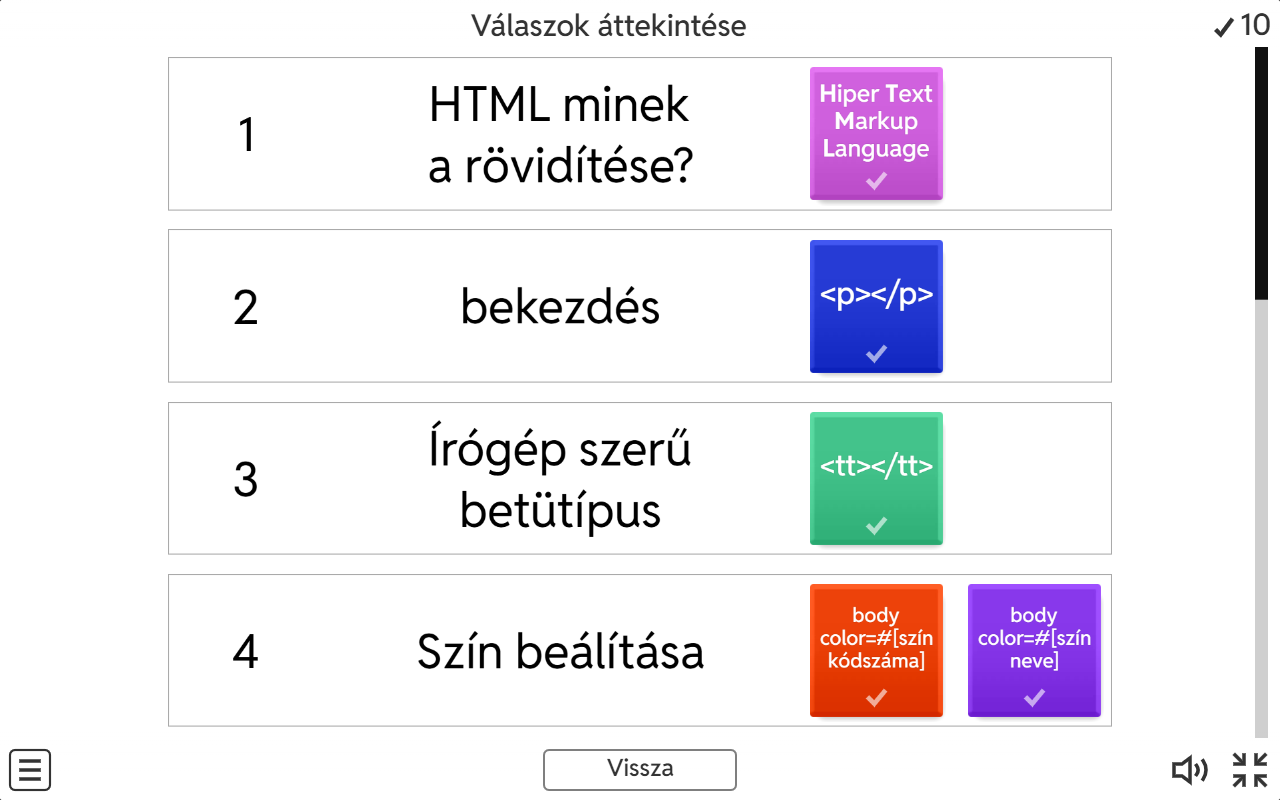 Válaszok áttekintése
10
1
HTML minek
a rövidítése?
Hiper Text
Markup
Language
2
bekezdés
<p></p>
3
Írógép szerű
betütípus
<tt></tt>
4
Szín beálítása
body
color=#[szín
kódszáma]
body
color=#[szín
neve]
Vissza